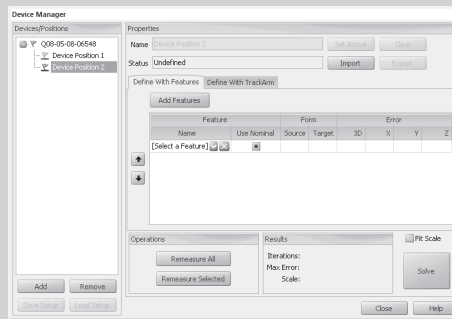 Device Manager
Devices/Positions
Q08-05-08-06548
Device Position 1
Device Position 2
Add
Remove
Save Setup
Load Setup
Properties
Name
Device Position 2
Set Active
Clear
Status
Undefined
Import
Export
Define With Features
Define With TrackArm
Add Features
Feature
Form
Error
Name
Use Nominal
Source
Target
3D
X
Y
Z
[Select a Feature]
Operations
Remeasure All
Remeasure Selected
Results
Iterations:
Max Error:
Scale:
Fit Scale
Solve
Close
Help